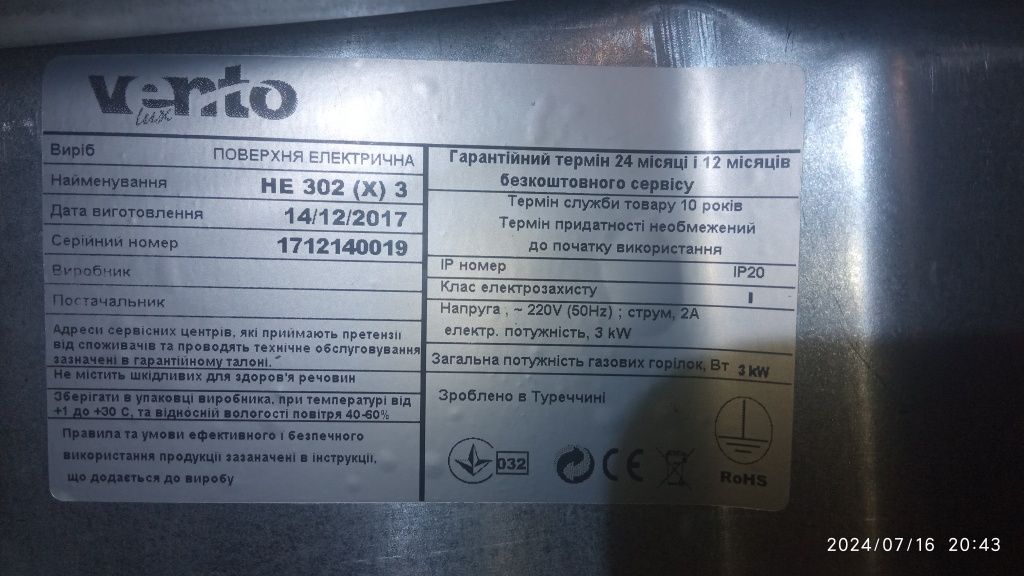 vento
lux
Виріб ПОВЕРХНЯ ЕЛЕКТРИЧНА
Найменування НЕ 302 (X) 3
Дата виготовлення 14/12/2017
Серійний номер 1712140019
Виробник
Постачальник
Адреси сервісних центрів, які приймають претензії
від споживачів та проводять технічне обслуговування
зазначені в гарантійному талоні.
Не містить шкідливих для здоров'я речовин
Зберігати в упаковці виробника, при температурі від
+1 до +30 С, та відносній вологості повітря 40-60%
Правила та умови ефективного і безпечного
використання продукції зазаначені в інструкції,
що додається до виробу
Гарантійний термін 24 місяці і 12 місяців
безкоштовного сервісу
Термін служби товару 10 років
Термін придатності необмежений
до початку використання
IP номер IP20
Клас електрозахисту I
Напруга , ~ 220V (50Hz) ; струм, 2А
електр. потужність, 3 kW
Загальна потужність газових горілок, Вт 3 kW
Зроблено в Туреччині
032
CE
RoHS
2024/07/16 20:43